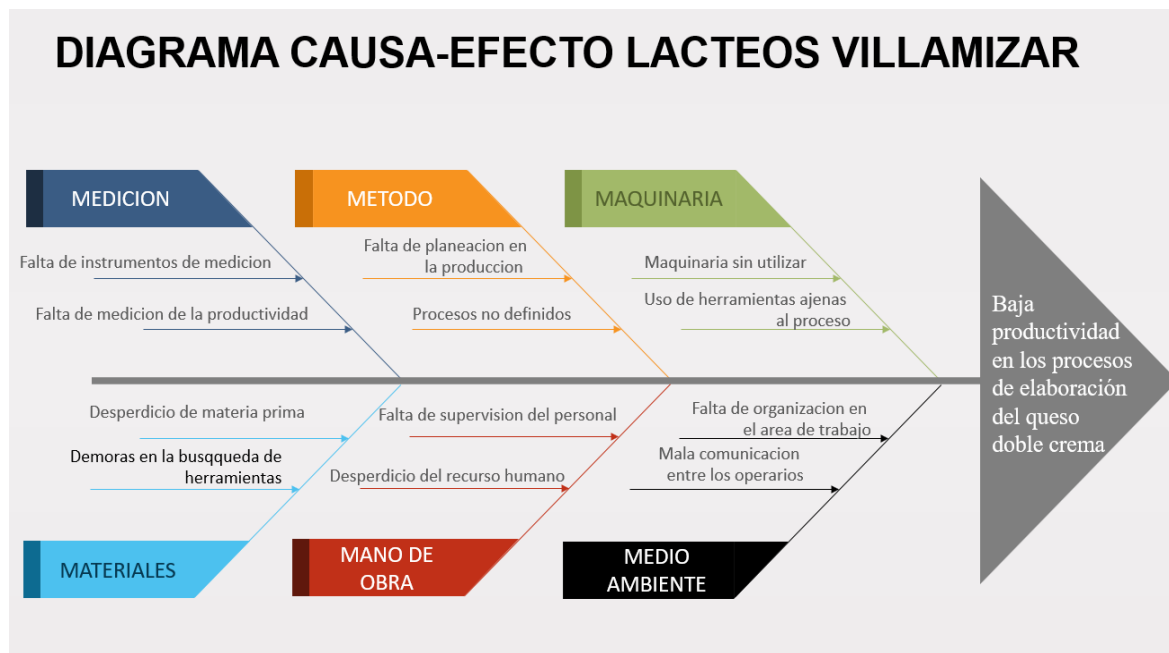 DIAGRAMA CAUSA-EFECTO LACTEOS VILLAMIZAR
MEDICION
Falta de instrumentos de medicion
Falta de medicion de la productividad
METODO
Falta de planeacion en
la produccion
Procesos no definidos
MAQUINARIA
Maquinaria sin utilizar
Uso de herramientas ajenas
al proceso
Desperdicio de materia prima
Demoras en la busqqueda de
herramientas
MATERIALES
Falta de supervision del personal
Desperdicio del recurso humano
MANO DE
OBRA
Falta de organizacion en
el area de trabajo
Mala comunicacion
entre los operarios
MEDIO
AMBIENTE
Baja
productividad
en los procesos
de elaboración
del queso
doble crema